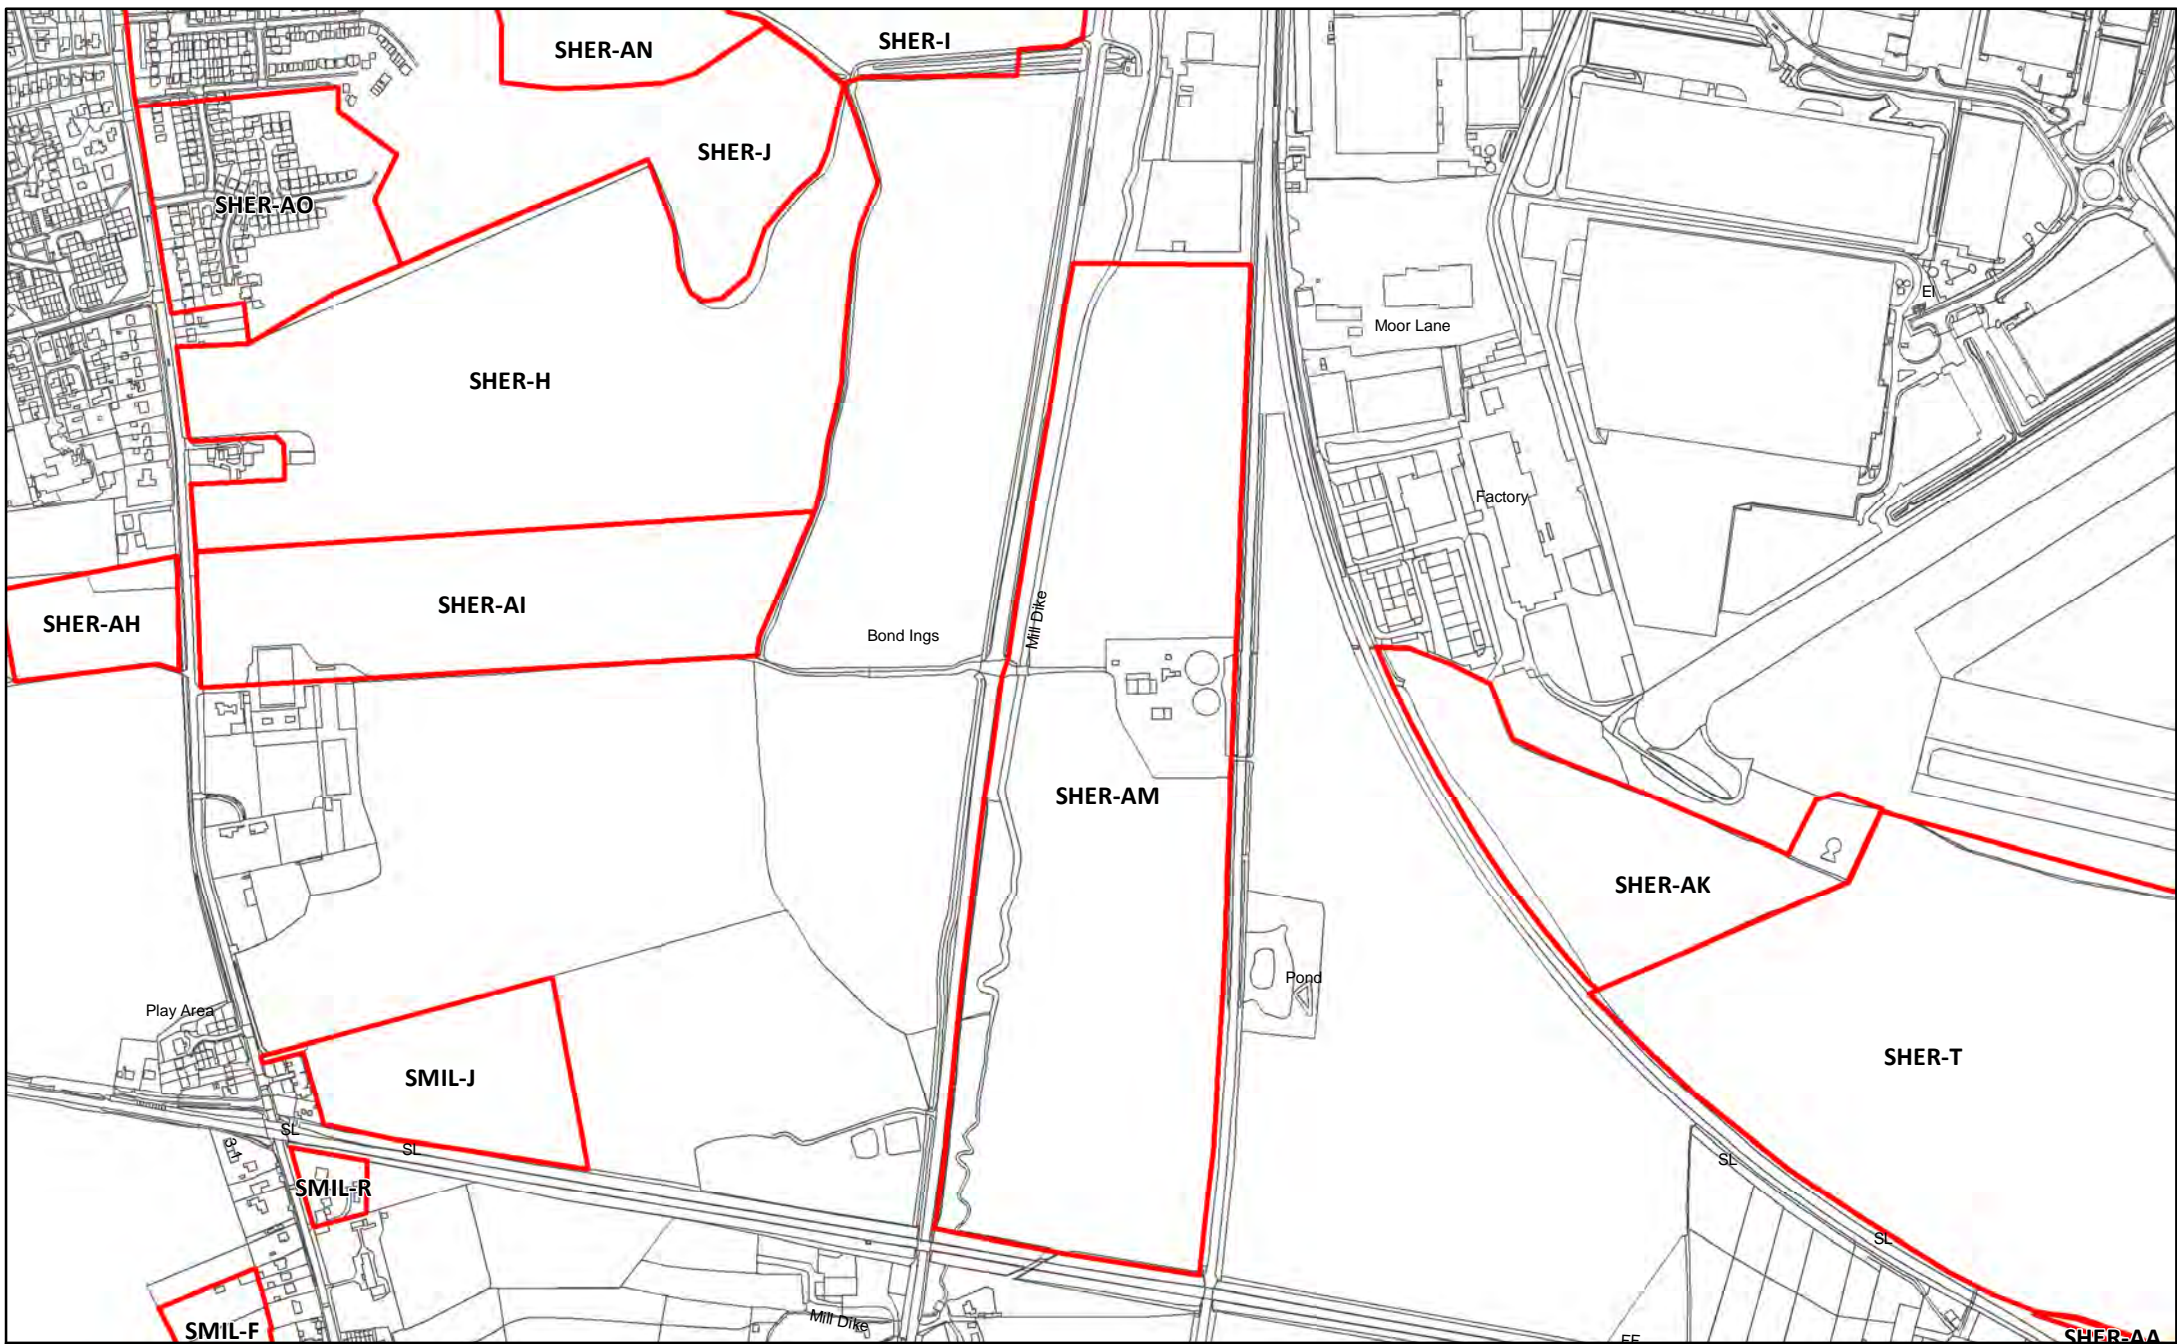 SHER-AN
SHER-I
SHER-J
SHER-AO
EI
Moor Lane
SHER-H
Factory
SHER-AI
SHER-AH
Bond Ings
Mill Dike
SHER-AM
SHER-AK
Pond
Play Area
SHER-T
SMIL-J
SL
SL
SL
SMIL-R
SL
SMIL-F
Mill Dike
SHER-AA